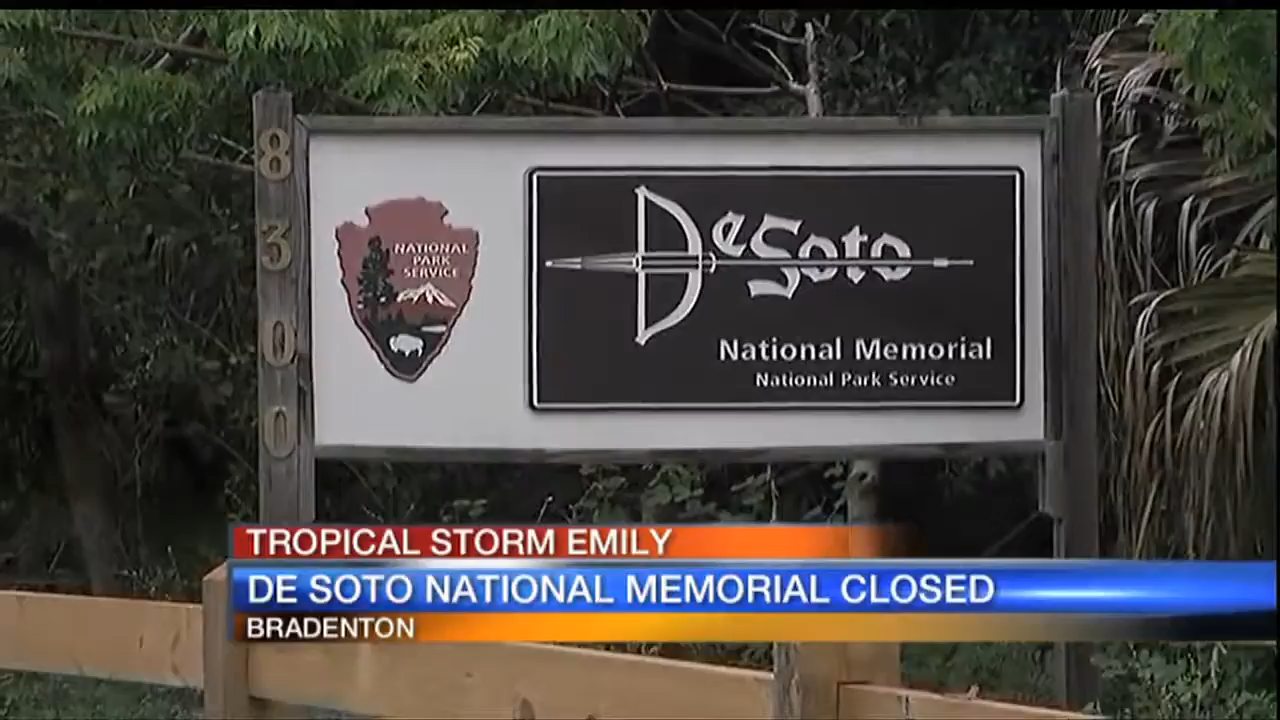 8
3
0
0
NATIONAL
PARK
SERVICE
DeSoto
National Memorial
National Park Service
TROPICAL STORM EMILY
DE SOTO NATIONAL MEMORIAL CLOSED
BRADENTON